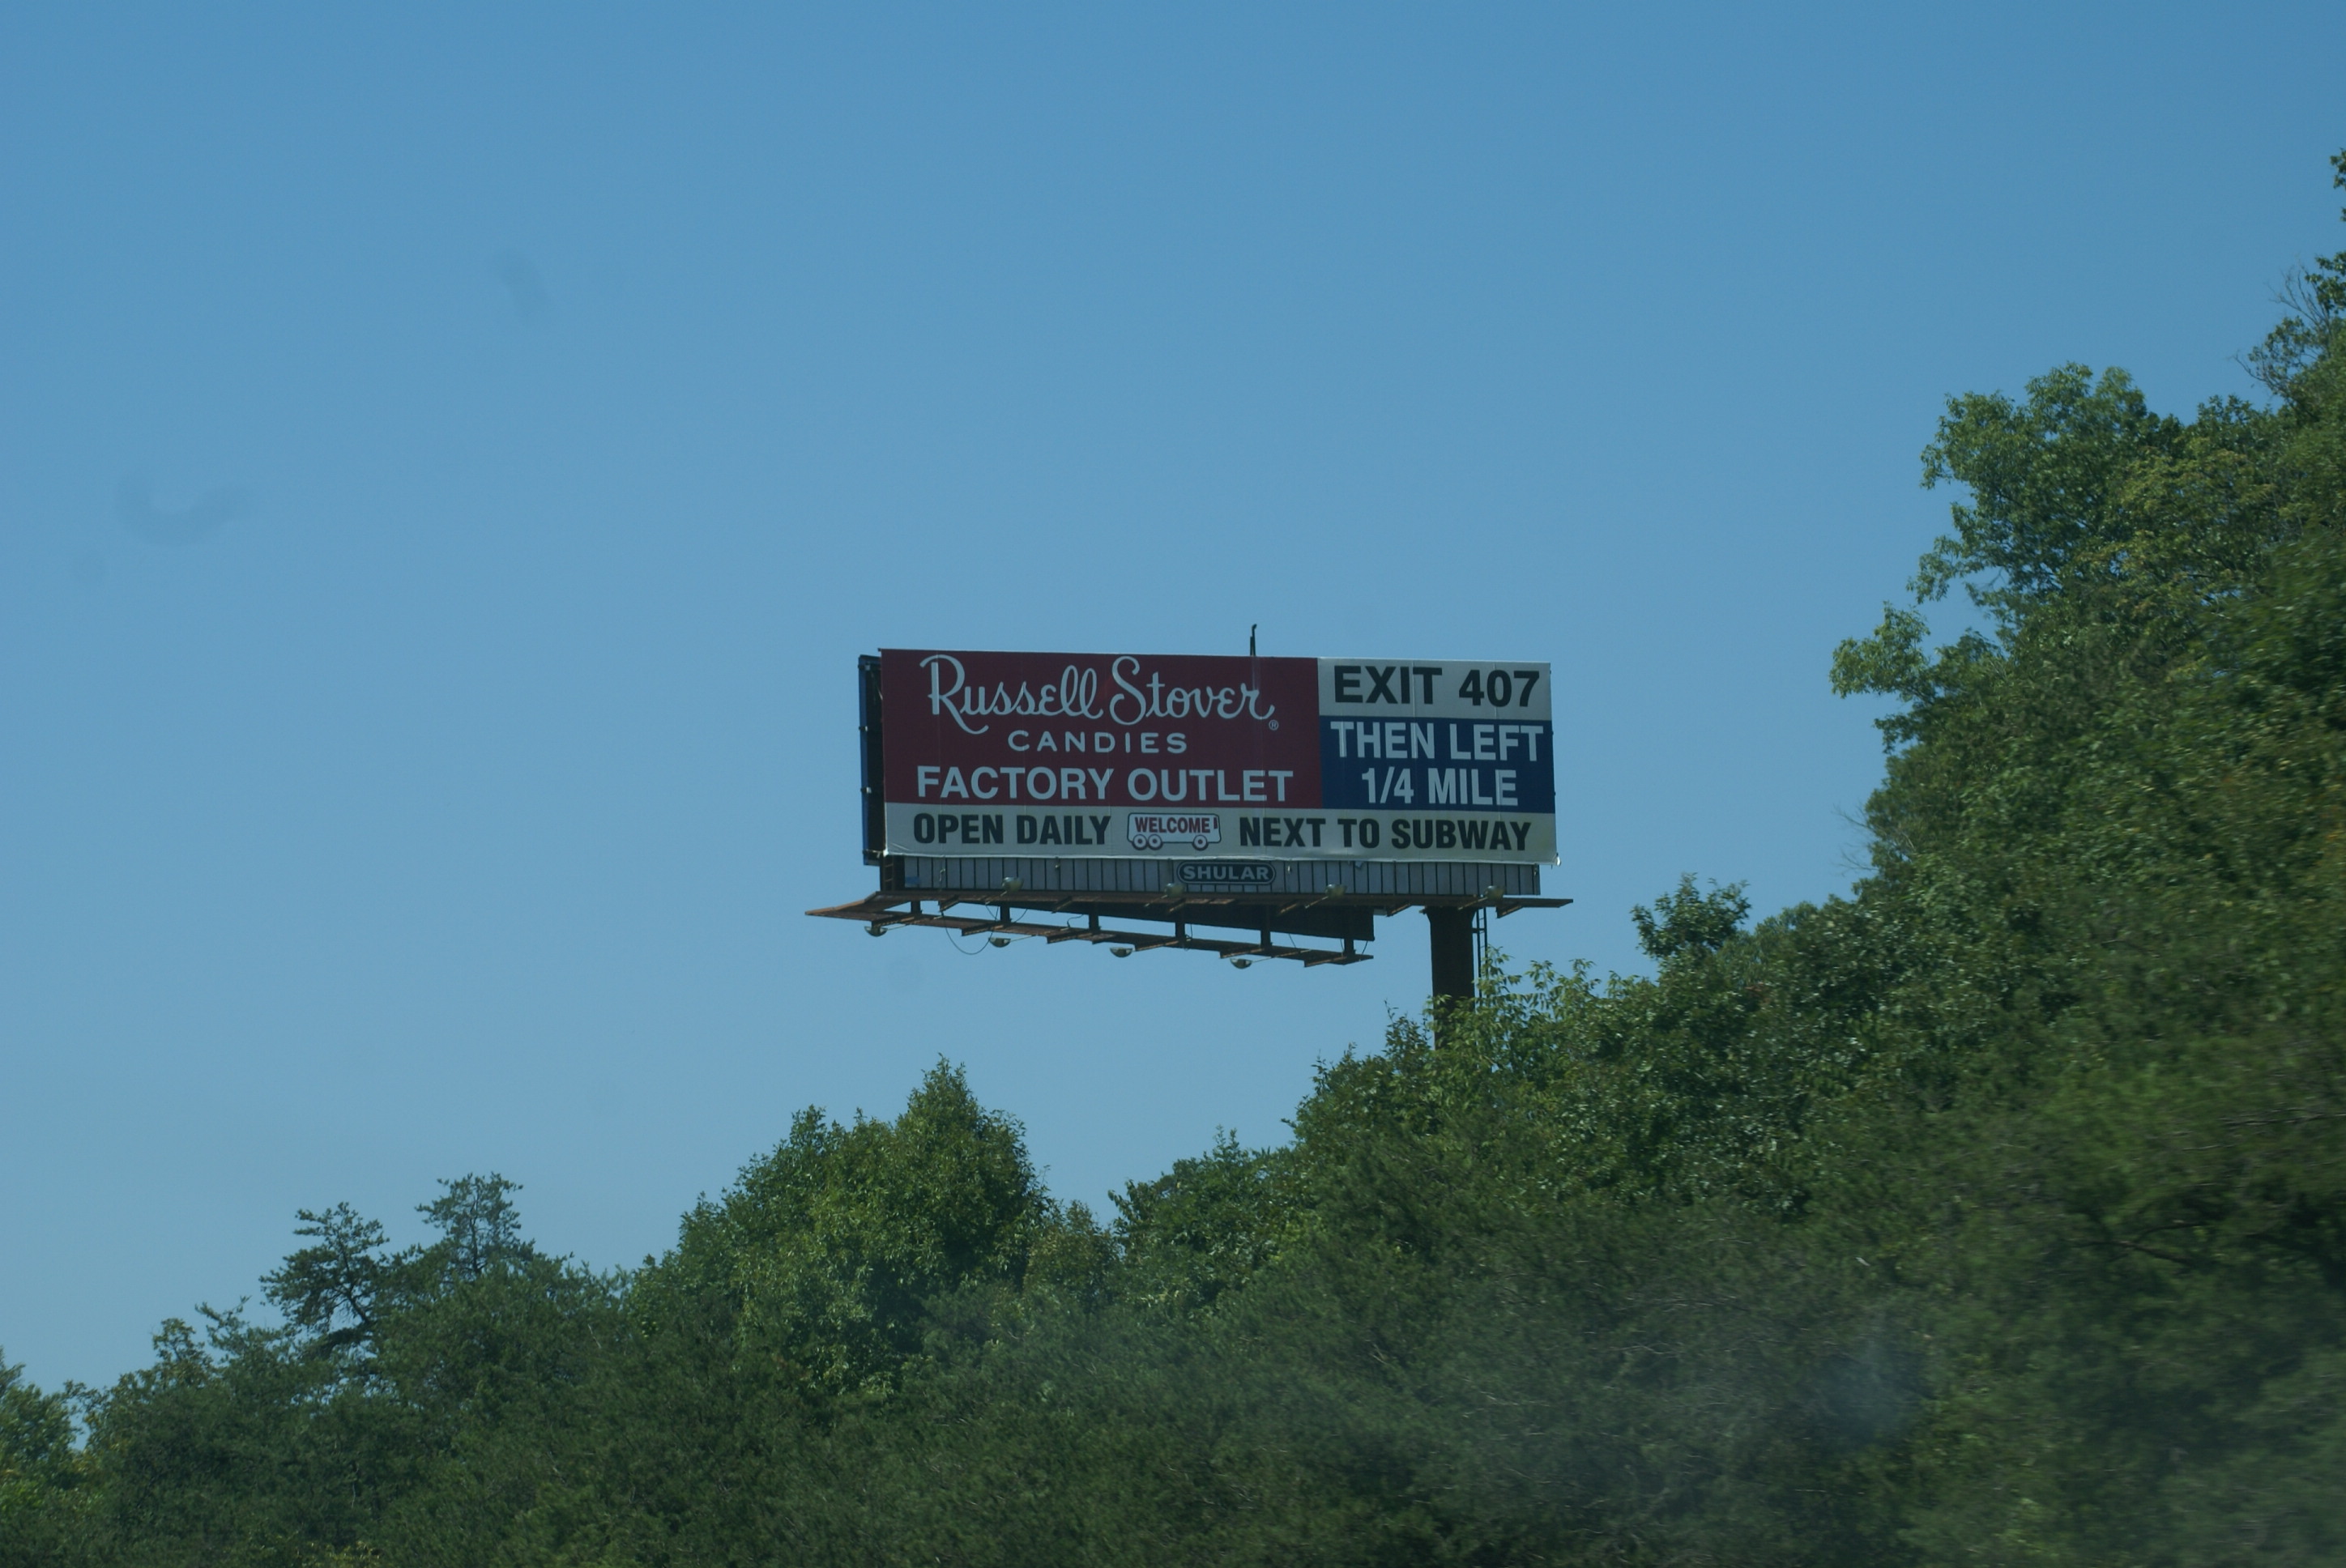 Russell Stover®
CANDIES
FACTORY OUTLET
EXIT 407
THEN LEFT
1/4 MILE
OPEN DAILY WELCOME NEXT TO SUBWAY
SHULAR